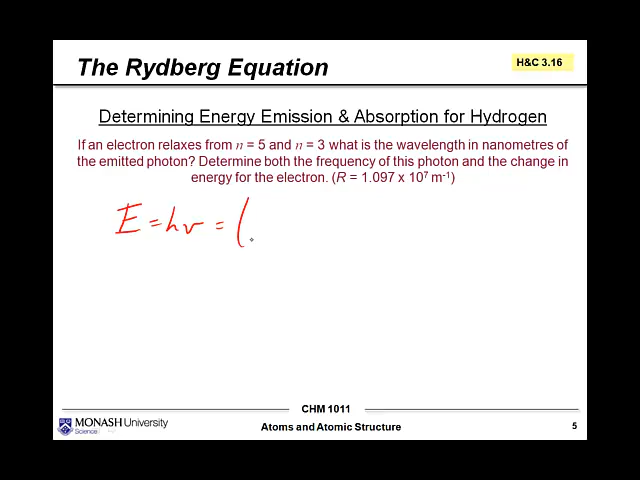 The Rydberg Equation
H&C 3.16
Determining Energy Emission & Absorption for Hydrogen
If an electron relaxes from n = 5 and n = 3 what is the wavelength in nanometres of
the emitted photon? Determine both the frequency of this photon and the change in
energy for the electron. (R = 1.097 x 10⁷ m⁻¹)
E = hν = (
CHM 1011
MONASH University
Science
Atoms and Atomic Structure
5